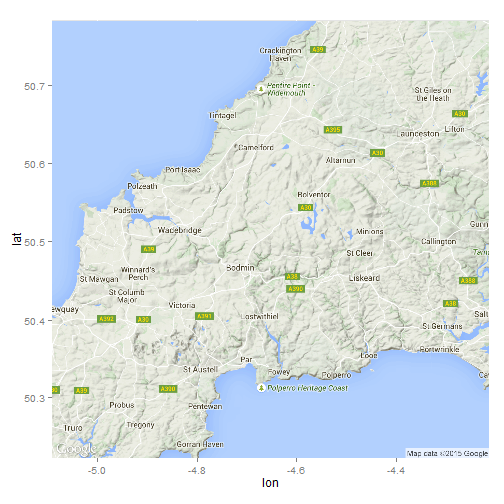 Crackington
Haven
A39
50.7
Pentire Point -
Widemouth
St Giles on
the Heath
Tintagel
A30
A395
Launceston
Lifton
Camelford
A30
Altarnun
50.6
Port Isaac
A388
Polzeath
Bolventor
A30
Padstow
Wadebridge
Minions
Callington
lat
50.5
A39
St Cleer
Winnard's
Perch
Bodmin
St Mawgan
A38
A390
Liskeard
A388
St Columb
Major
Victoria
A38
ewquay
A392
A30
A391
Lostwithiel
St Germans
50.4
Portwrinkle
Par
Looe
St Austell
Fowey
Polperro
Polperro Heritage Coast
A39
A390
50.3
Probus
Pentewan
Truro
Tregony
Gorran Haven
Google
Map data ©2015 Google
-5.0
-4.8
-4.6
-4.4
lon